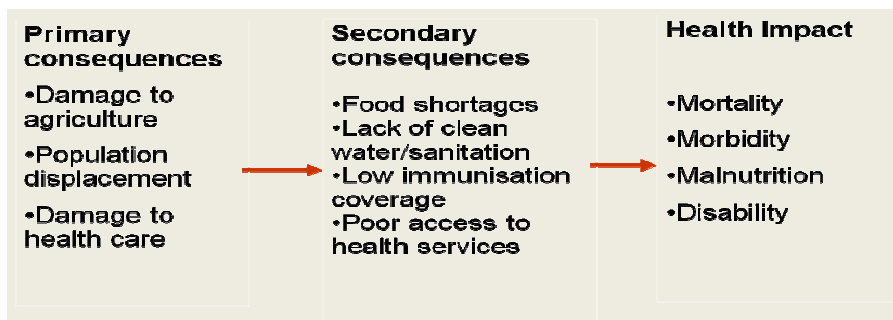 Primary
consequences
•Damage to
agriculture
•Population
displacement
•Damage to
health care
Secondary
consequences
•Food shortages
•Lack of clean
water/sanitation
•Low immunisation
coverage
•Poor access to
health services
Health Impact
•Mortality
•Morbidity
•Malnutrition
•Disability